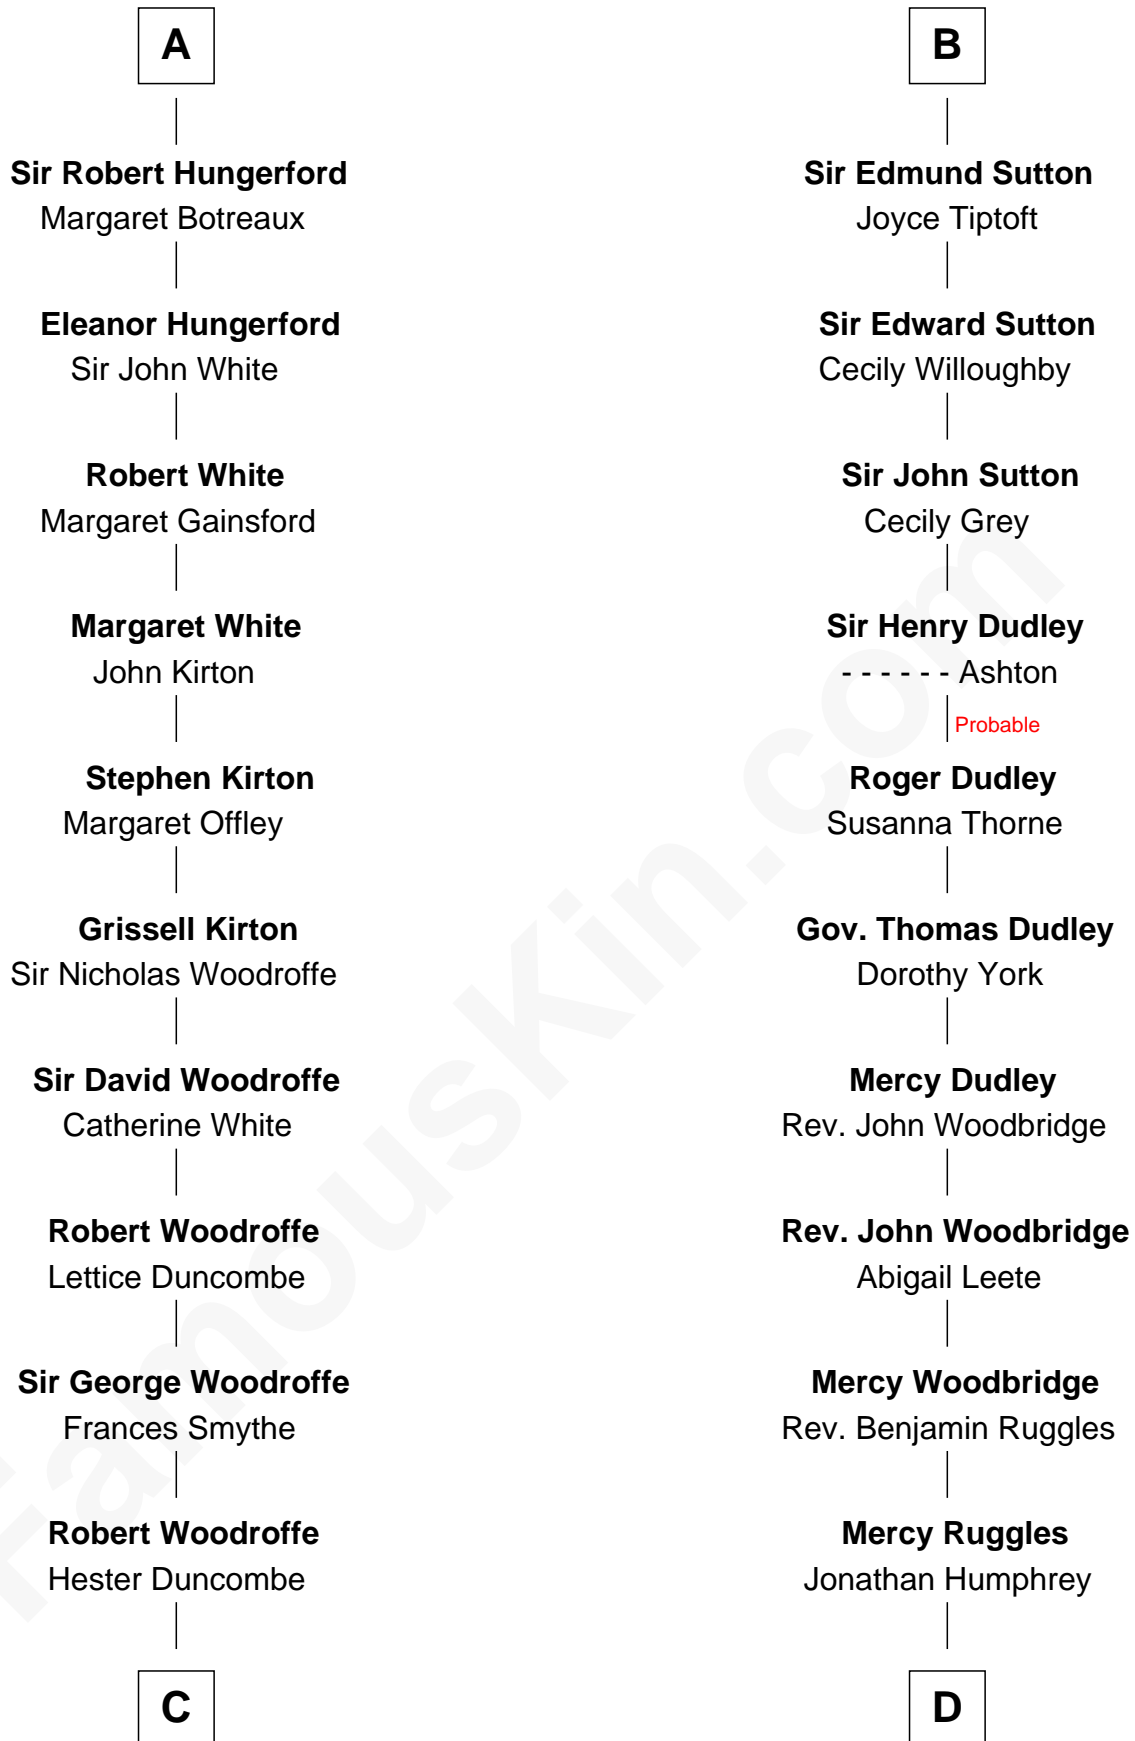 A
Sir Robert Hungerford
Margaret Botreaux
Eleanor Hungerford
Sir John White
Robert White
Margaret Gainsford
Margaret White
John Kirton
Stephen Kirton
Margaret Offley
Grissell Kirton
Sir Nicholas Woodroffe
Sir David Woodroffe
Catherine White
Robert Woodroffe
Lettice Duncombe
Sir George Woodroffe
Frances Smythe
Robert Woodroffe
Hester Duncombe
C
B
Sir Edmund Sutton
Joyce Tiptoft
Sir Edward Sutton
Cecily Willoughby
Sir John Sutton
Cecily Grey
Sir Henry Dudley
- - - - - - Ashton
Probable
Roger Dudley
Susanna Thorne
Gov. Thomas Dudley
Dorothy York
Mercy Dudley
Rev. John Woodbridge
Rev. John Woodbridge
Abigail Leete
Mercy Woodbridge
Rev. Benjamin Ruggles
Mercy Ruggles
Jonathan Humphrey
D
FamousKin.com